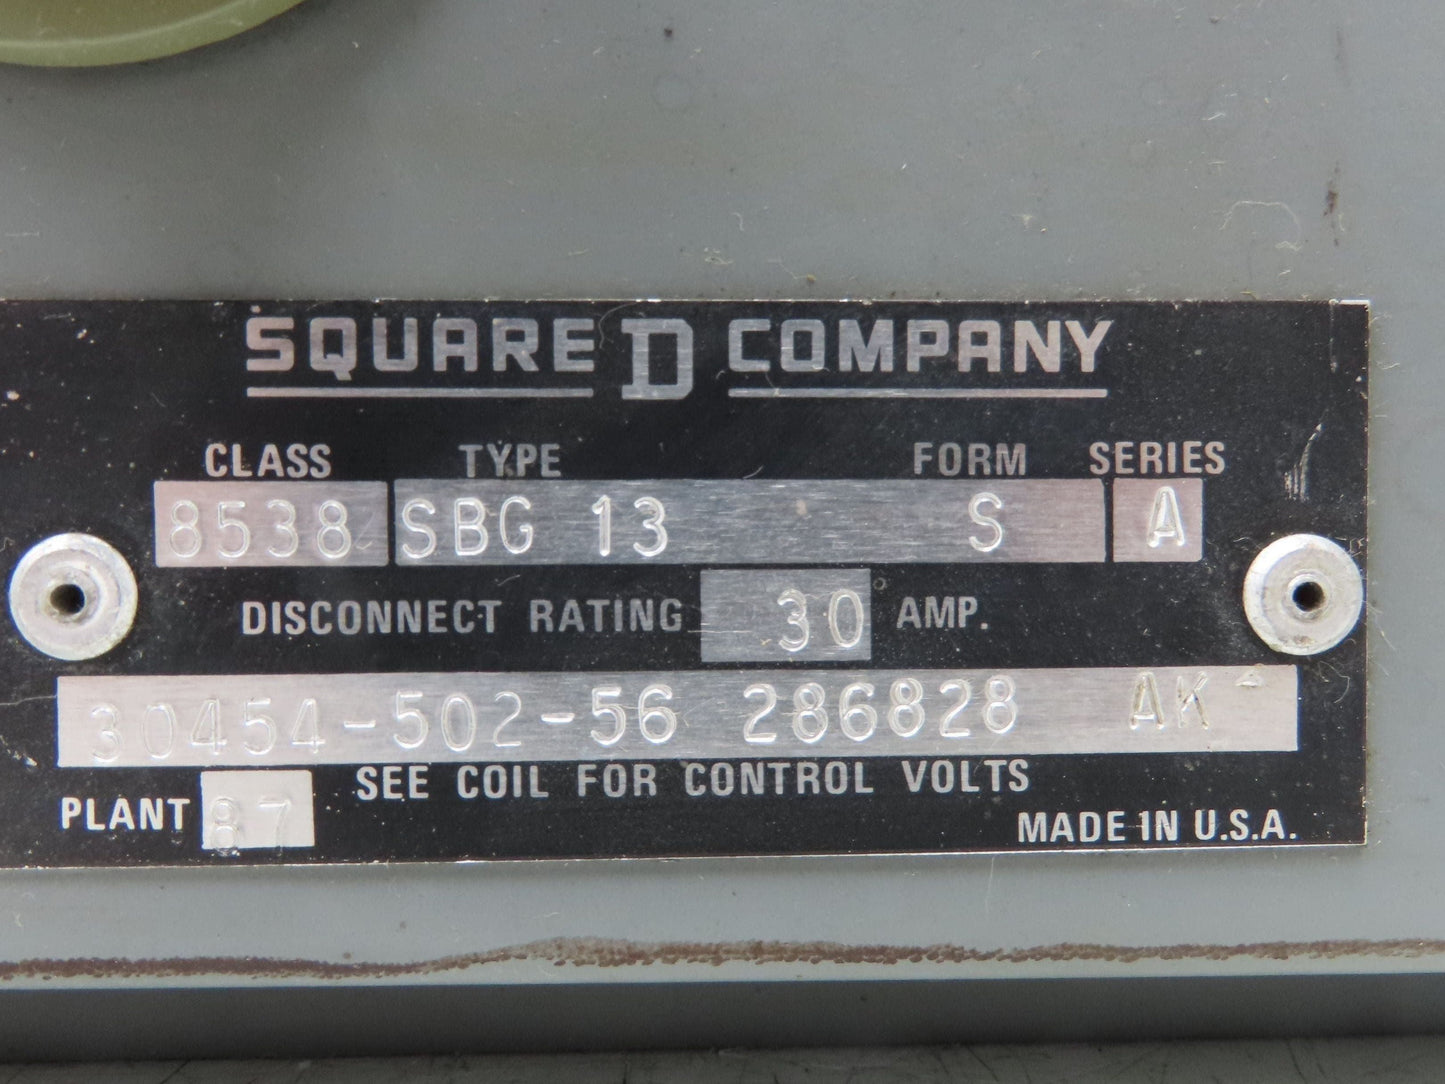 SQUARE D COMPANY
CLASS TYPE FORM SERIES
8538 SBG 13 S A
DISCONNECT RATING 30 AMP.
30454-502-56 286828 AK
SEE COIL FOR CONTROL VOLTS
PLANT 87
MADE IN U.S.A.